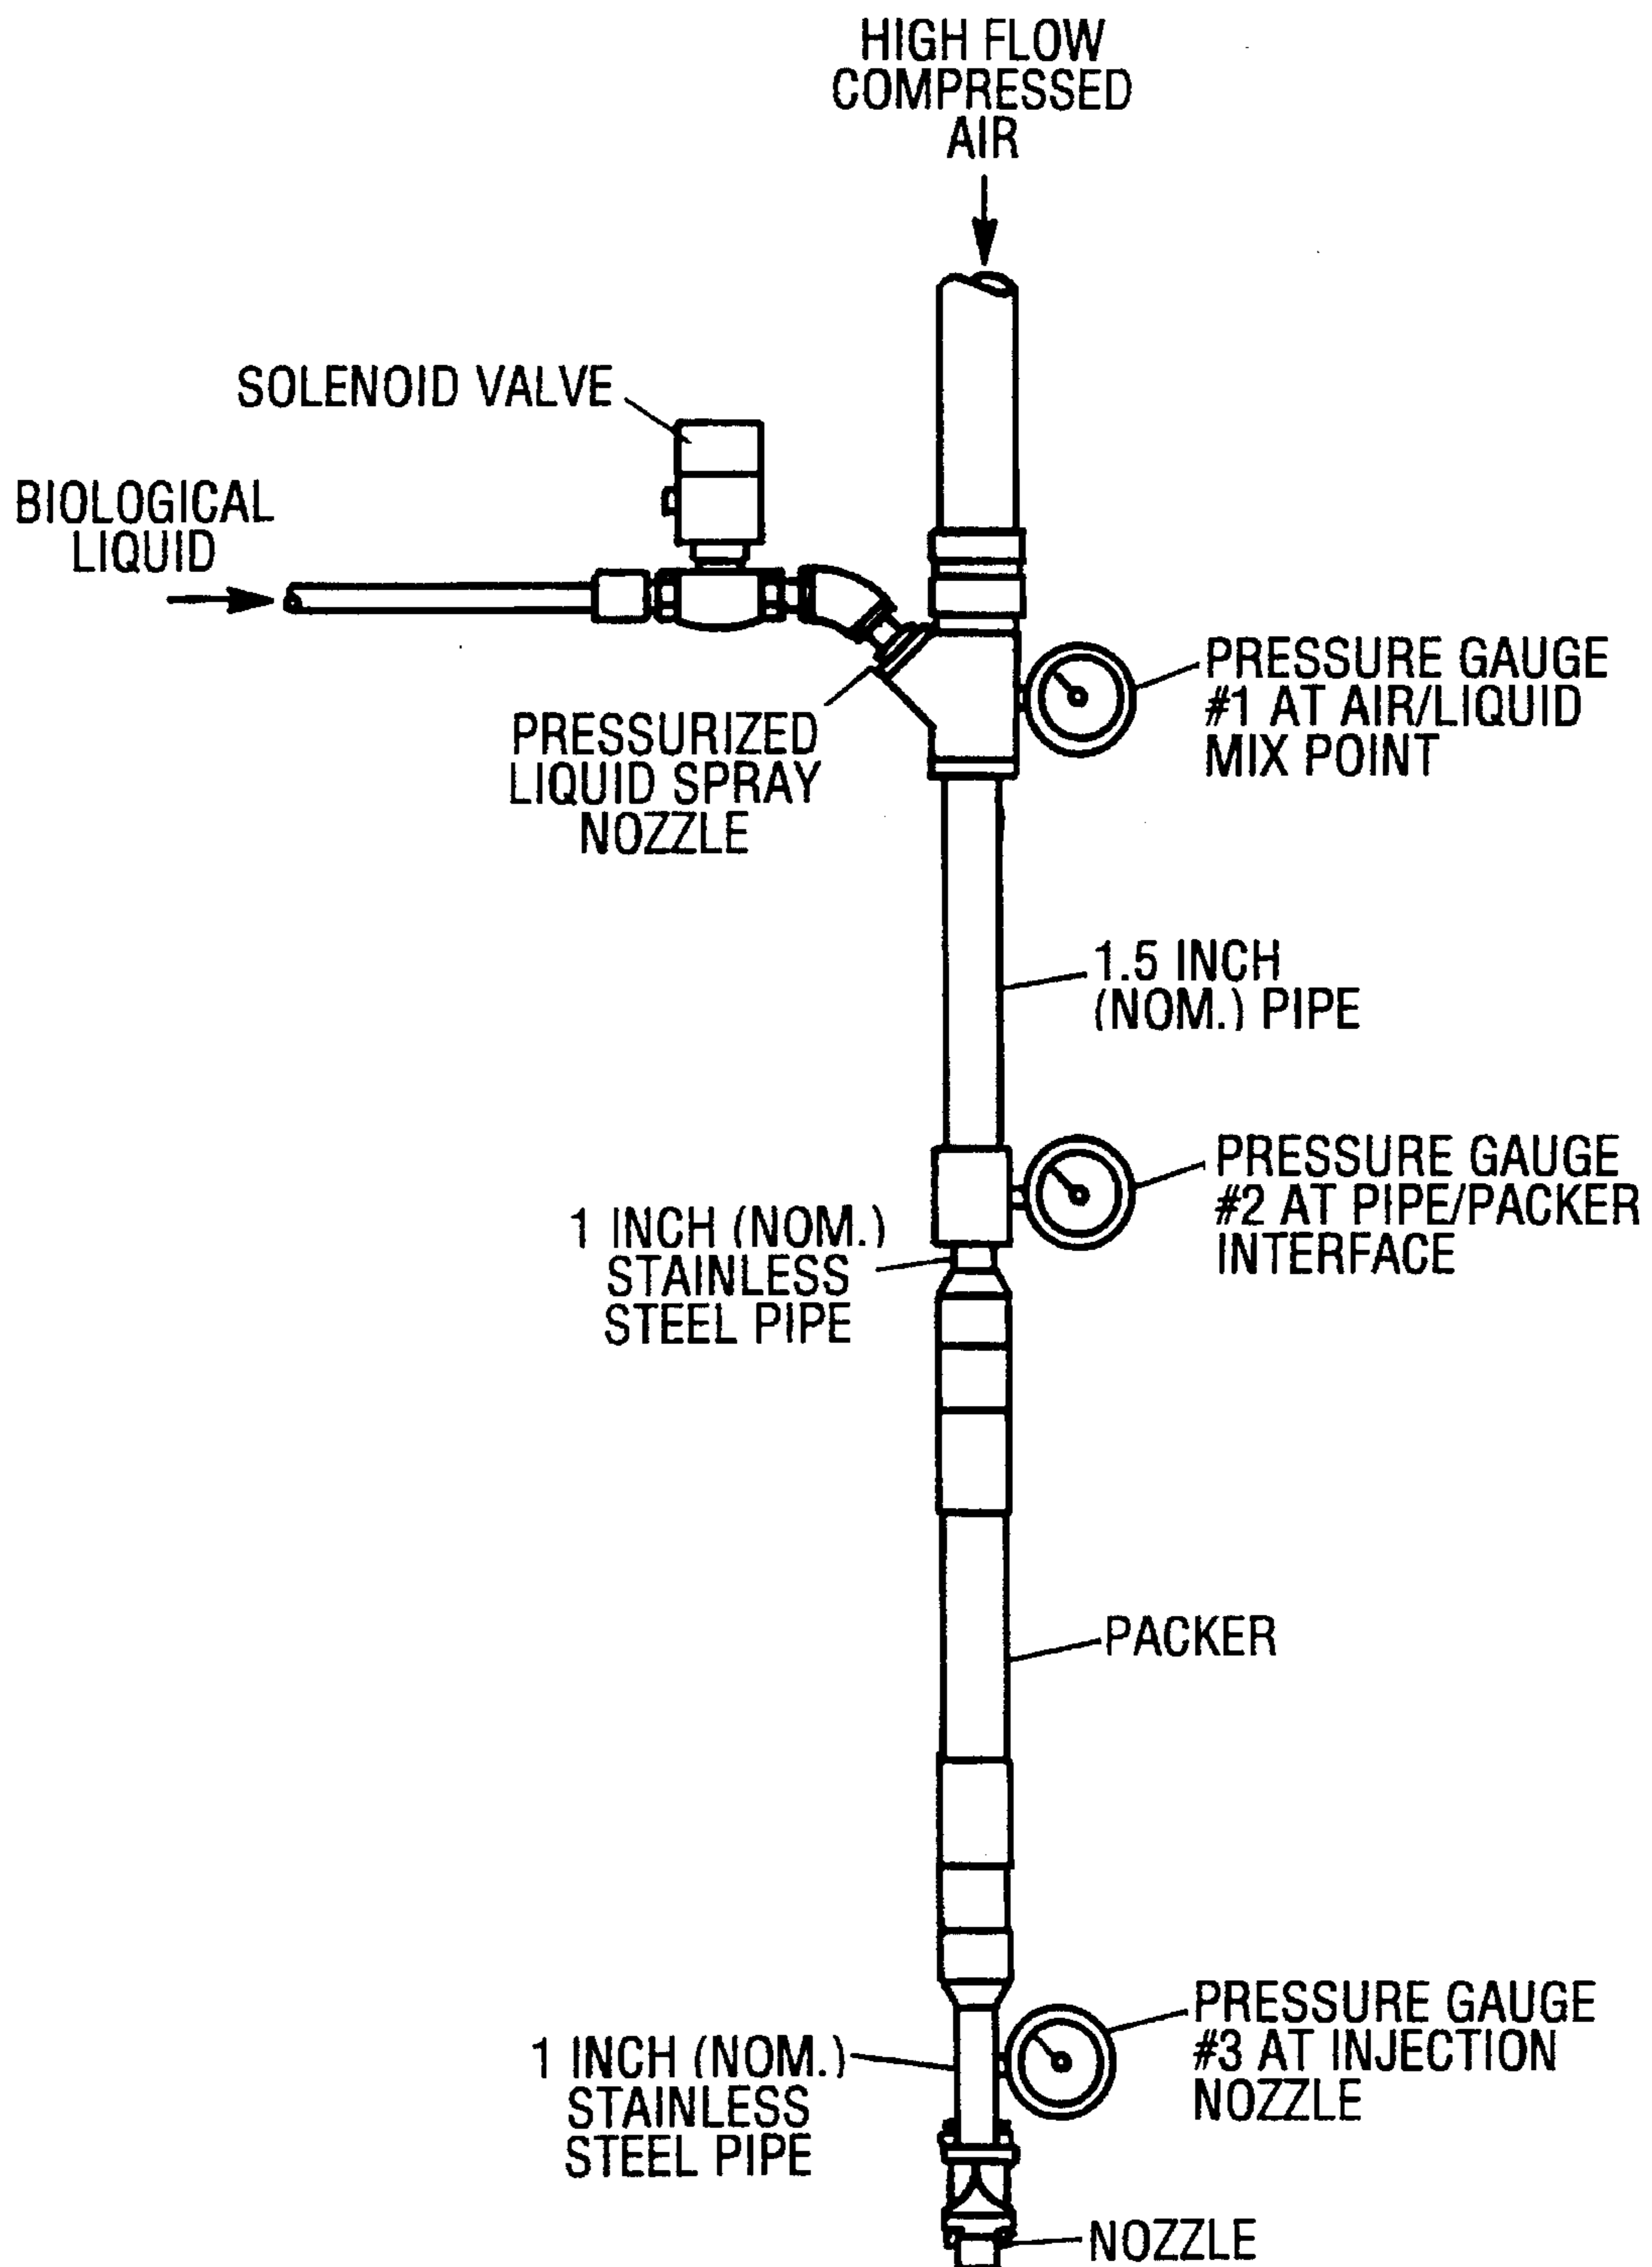 HIGH FLOW
COMPRESSED
AIR
SOLENOID VALVE
BIOLOGICAL
LIQUID
PRESSURE GAUGE
#1 AT AIR/LIQUID
MIX POINT
PRESSURIZED
LIQUID SPRAY
NOZZLE
1.5 INCH
(NOM.) PIPE
PRESSURE GAUGE
#2 AT PIPE/PACKER
INTERFACE
1 INCH (NOM.)
STAINLESS
STEEL PIPE
PACKER
PRESSURE GAUGE
#3 AT INJECTION
NOZZLE
1 INCH (NOM.)
STAINLESS
STEEL PIPE
NOZZLE